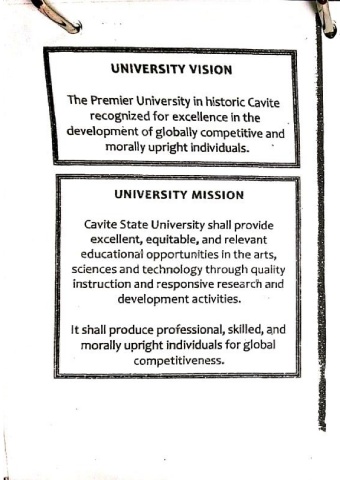 UNIVERSITY VISION
The Premier University in historic Cavite
recognized for excellence in the
development of globally competitive and
morally upright individuals.
UNIVERSITY MISSION
Cavite State University shall provide
excellent, equitable, and relevant
educational opportunities in the arts,
sciences and technology through quality
instruction and responsive research and
development activities.
It shall produce professional, skilled, and
morally upright individuals for global
competitiveness.